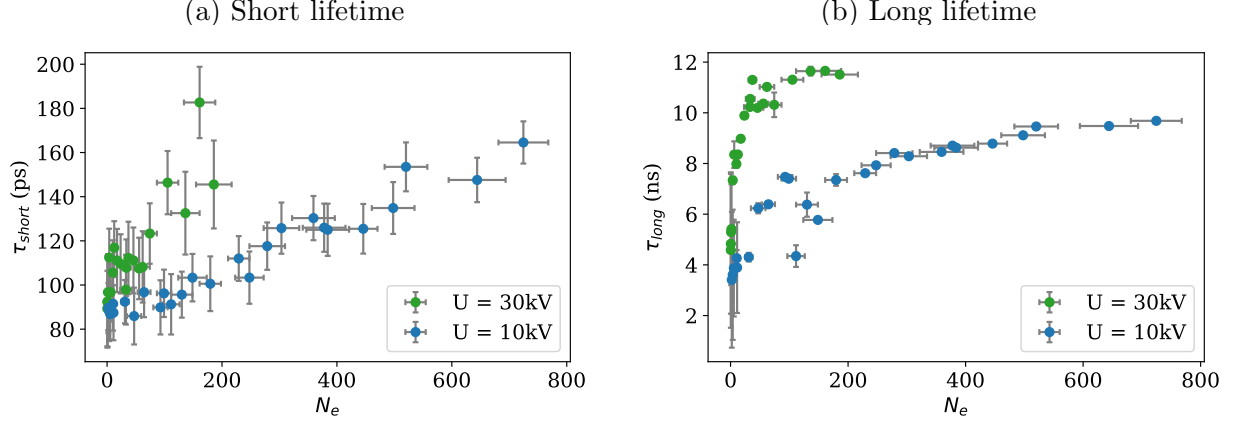 (a) Short lifetime
200
180
160
140
120
100
80
τshort (ps)
0
200
400
600
800
Ne
U = 30kV
U = 10kV
(b) Long lifetime
12
10
8
6
4
2
τlong (ns)
0
200
400
600
800
Ne
U = 30kV
U = 10kV